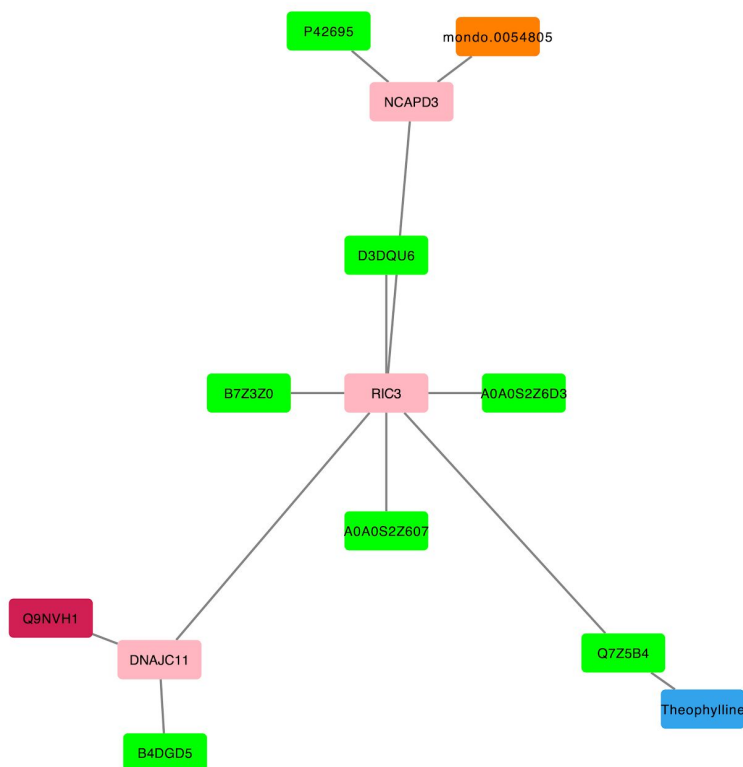 P42695
mondo.0054805
NCAPD3
D3DQU6
B7Z3Z0
RIC3
A0A0S2Z6D3
A0A0S2Z607
Q9NVH1
DNAJC11
Q7Z5B4
Theophylline
B4DGD5